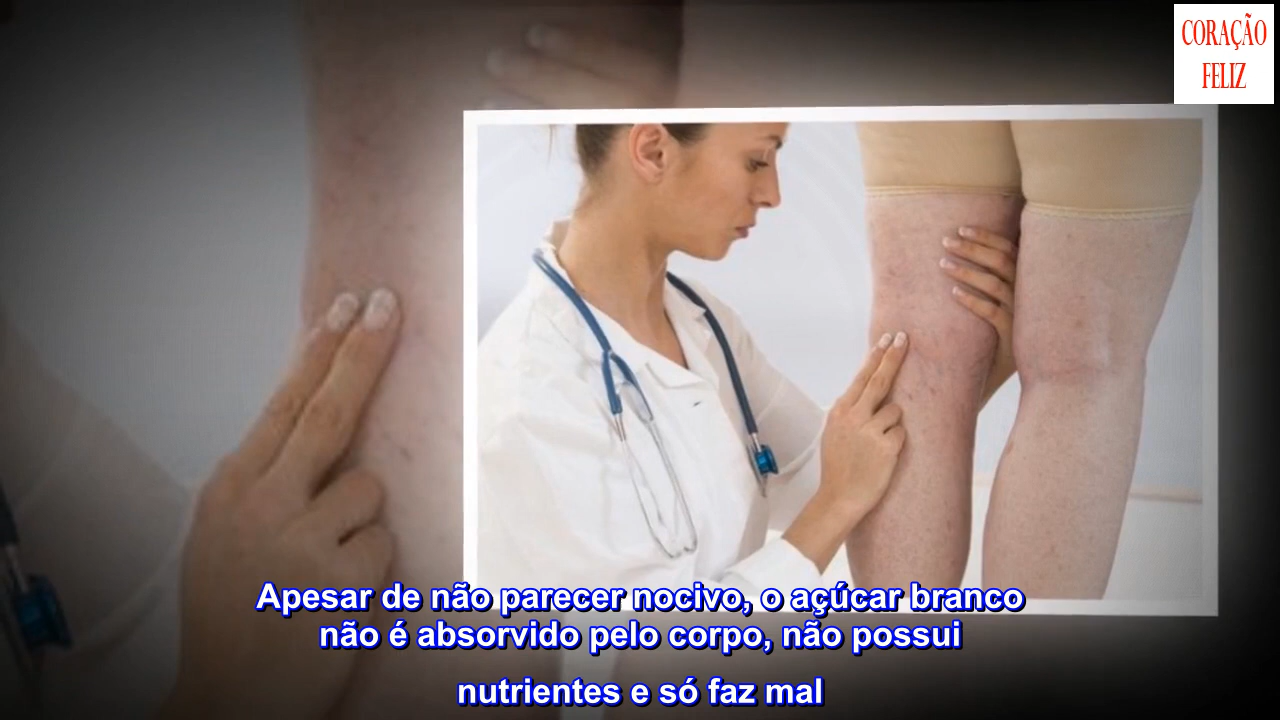 CORAÇÃO
FELIZ
Apesar de não parecer nocivo, o açúcar branco
não é absorvido pelo corpo, não possui
nutrientes e só faz mal